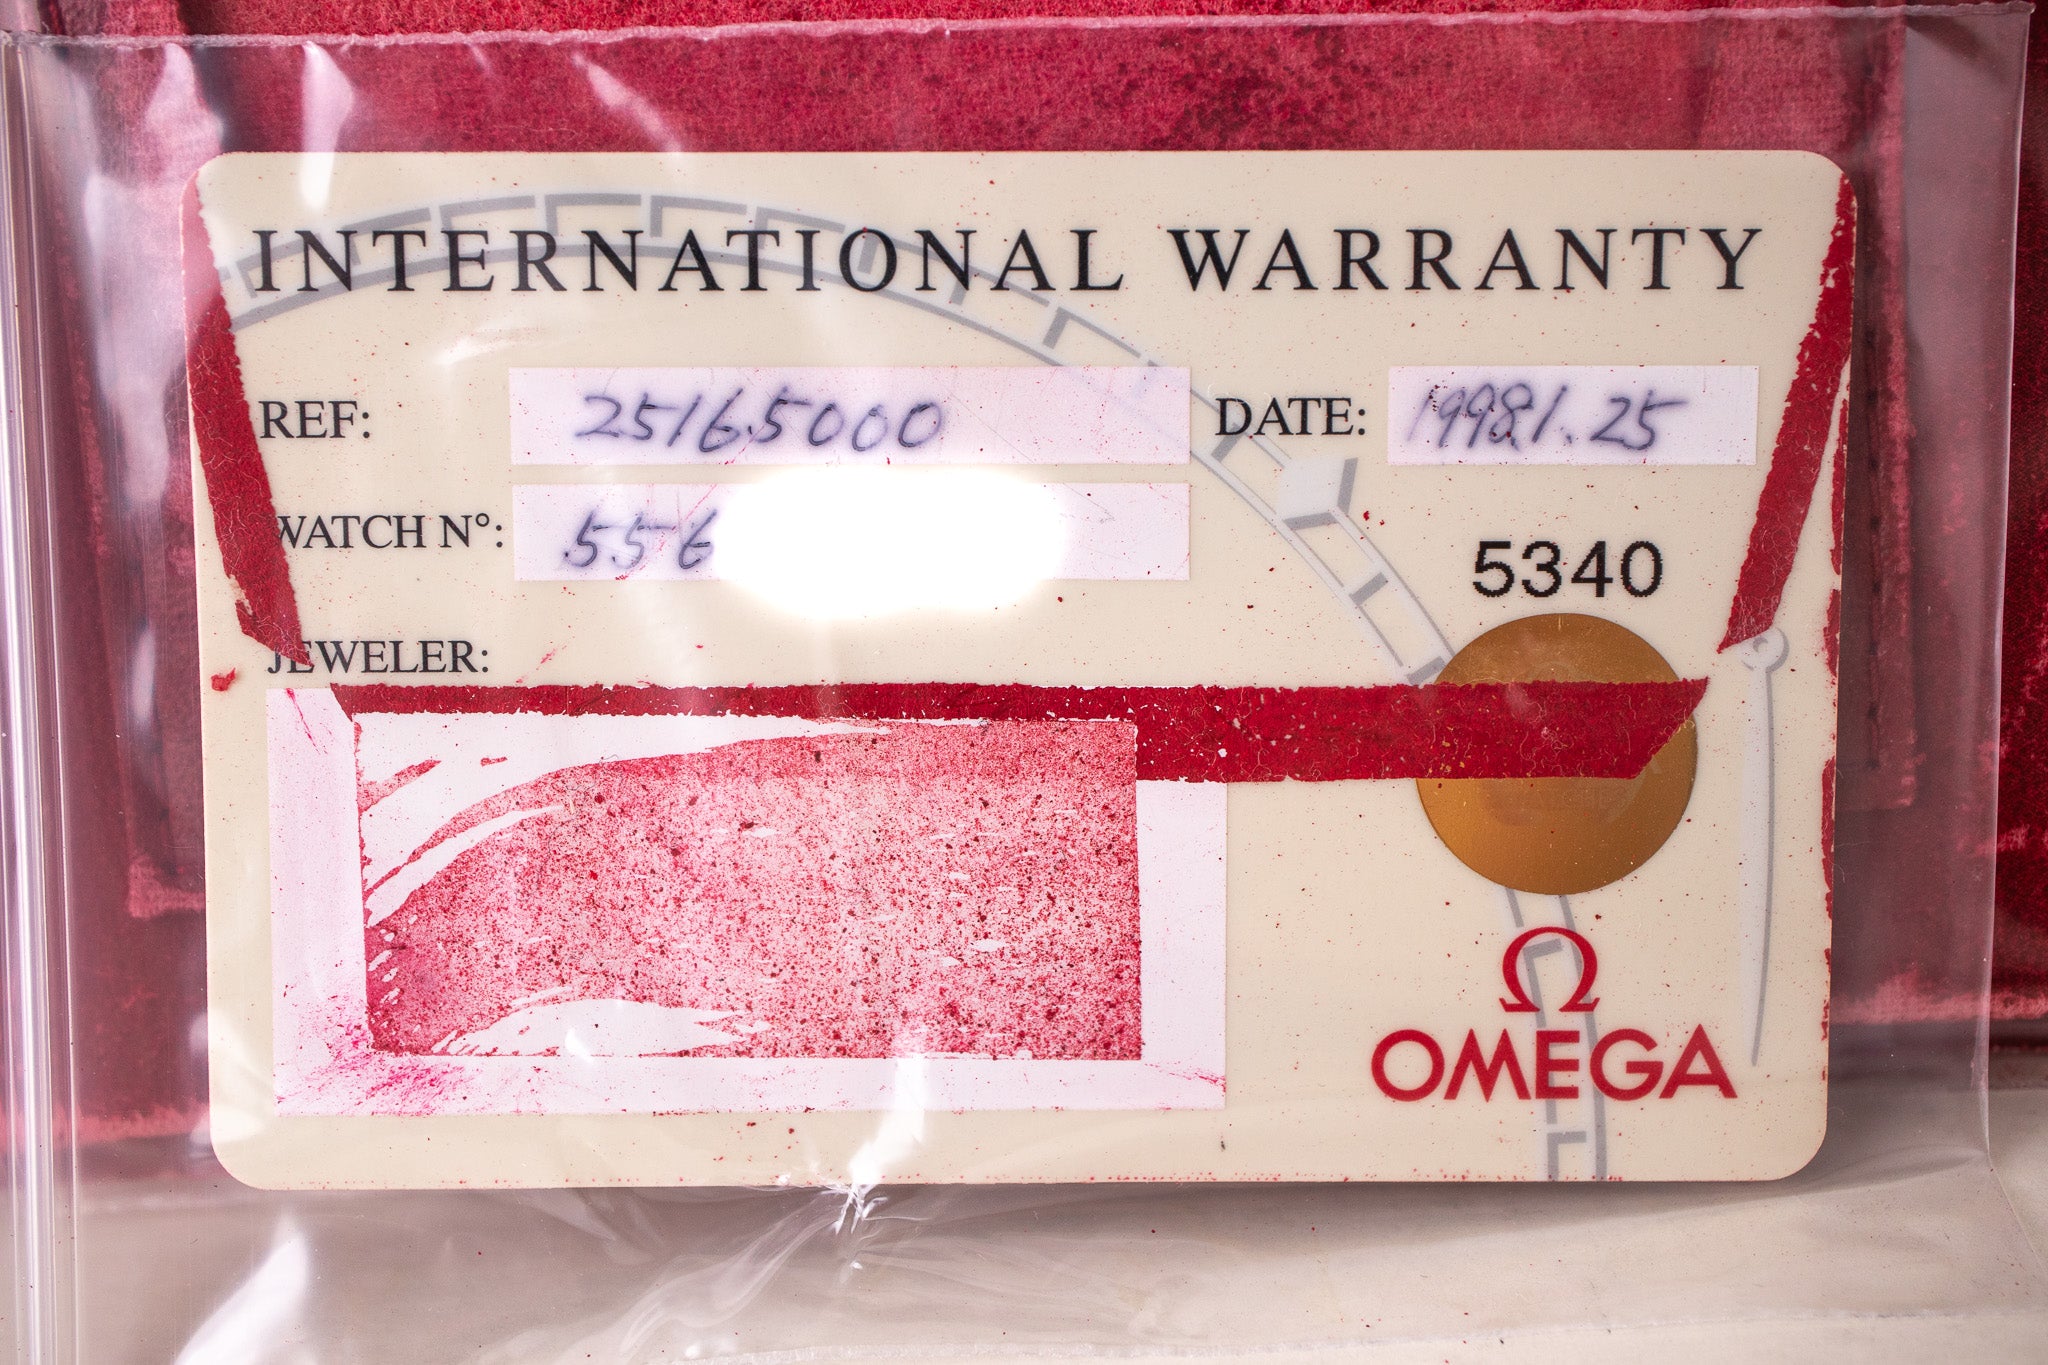 INTERNATIONAL WARRANTY
REF: 2516.5000 DATE: 1998.1.25
WATCH N°: 556
5340
JEWELER:
Ω
OMEGA